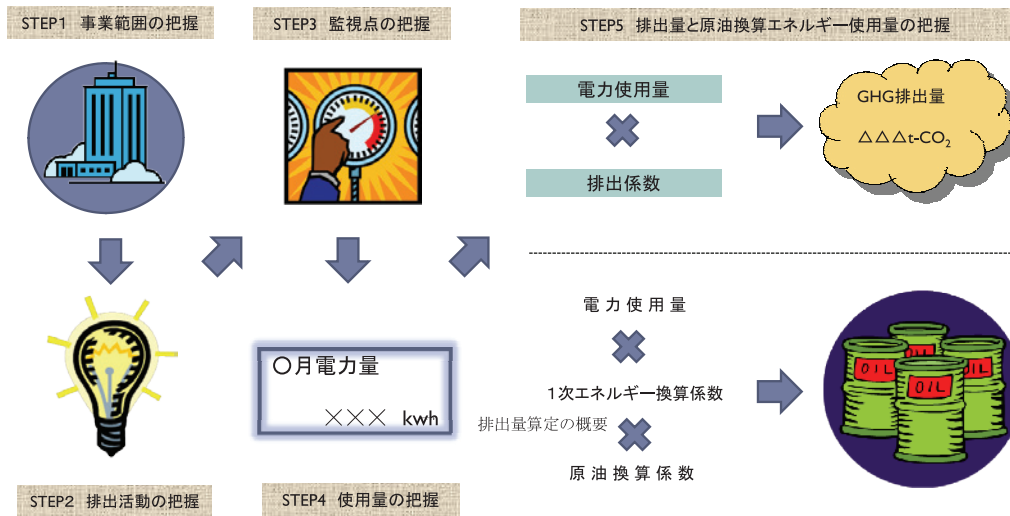 STEP1 事業範囲の把握
STEP2 排出活動の把握
STEP3 監視点の把握
〇月電力量
××× kwh
STEP4 使用量の把握
STEP5 排出量と原油換算エネルギー使用量の把握
電力使用量
排出係数
GHG排出量
△△△t-CO₂
電力使用量
1次エネルギー換算係数
排出量算定の概要
原油換算係数
OIL
OIL
OIL